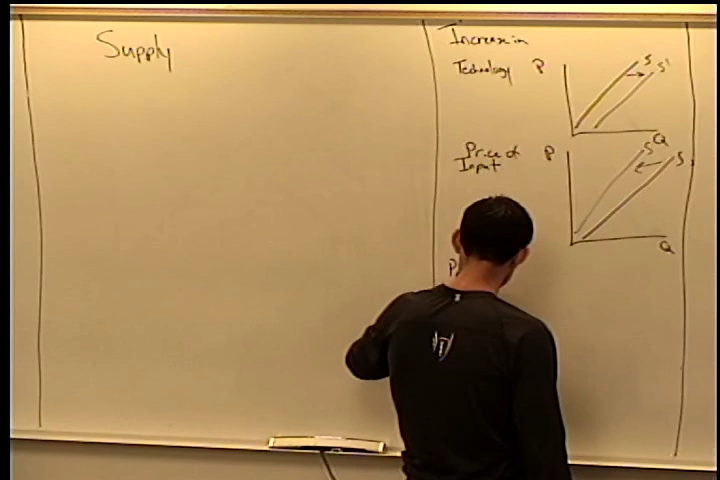 Supply
Increase in
Technology P S S'
Q
Price of P S S
Input
Q
P